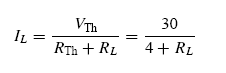 I_L = V_Th / (R_Th + R_L) = 30 / (4 + R_L)